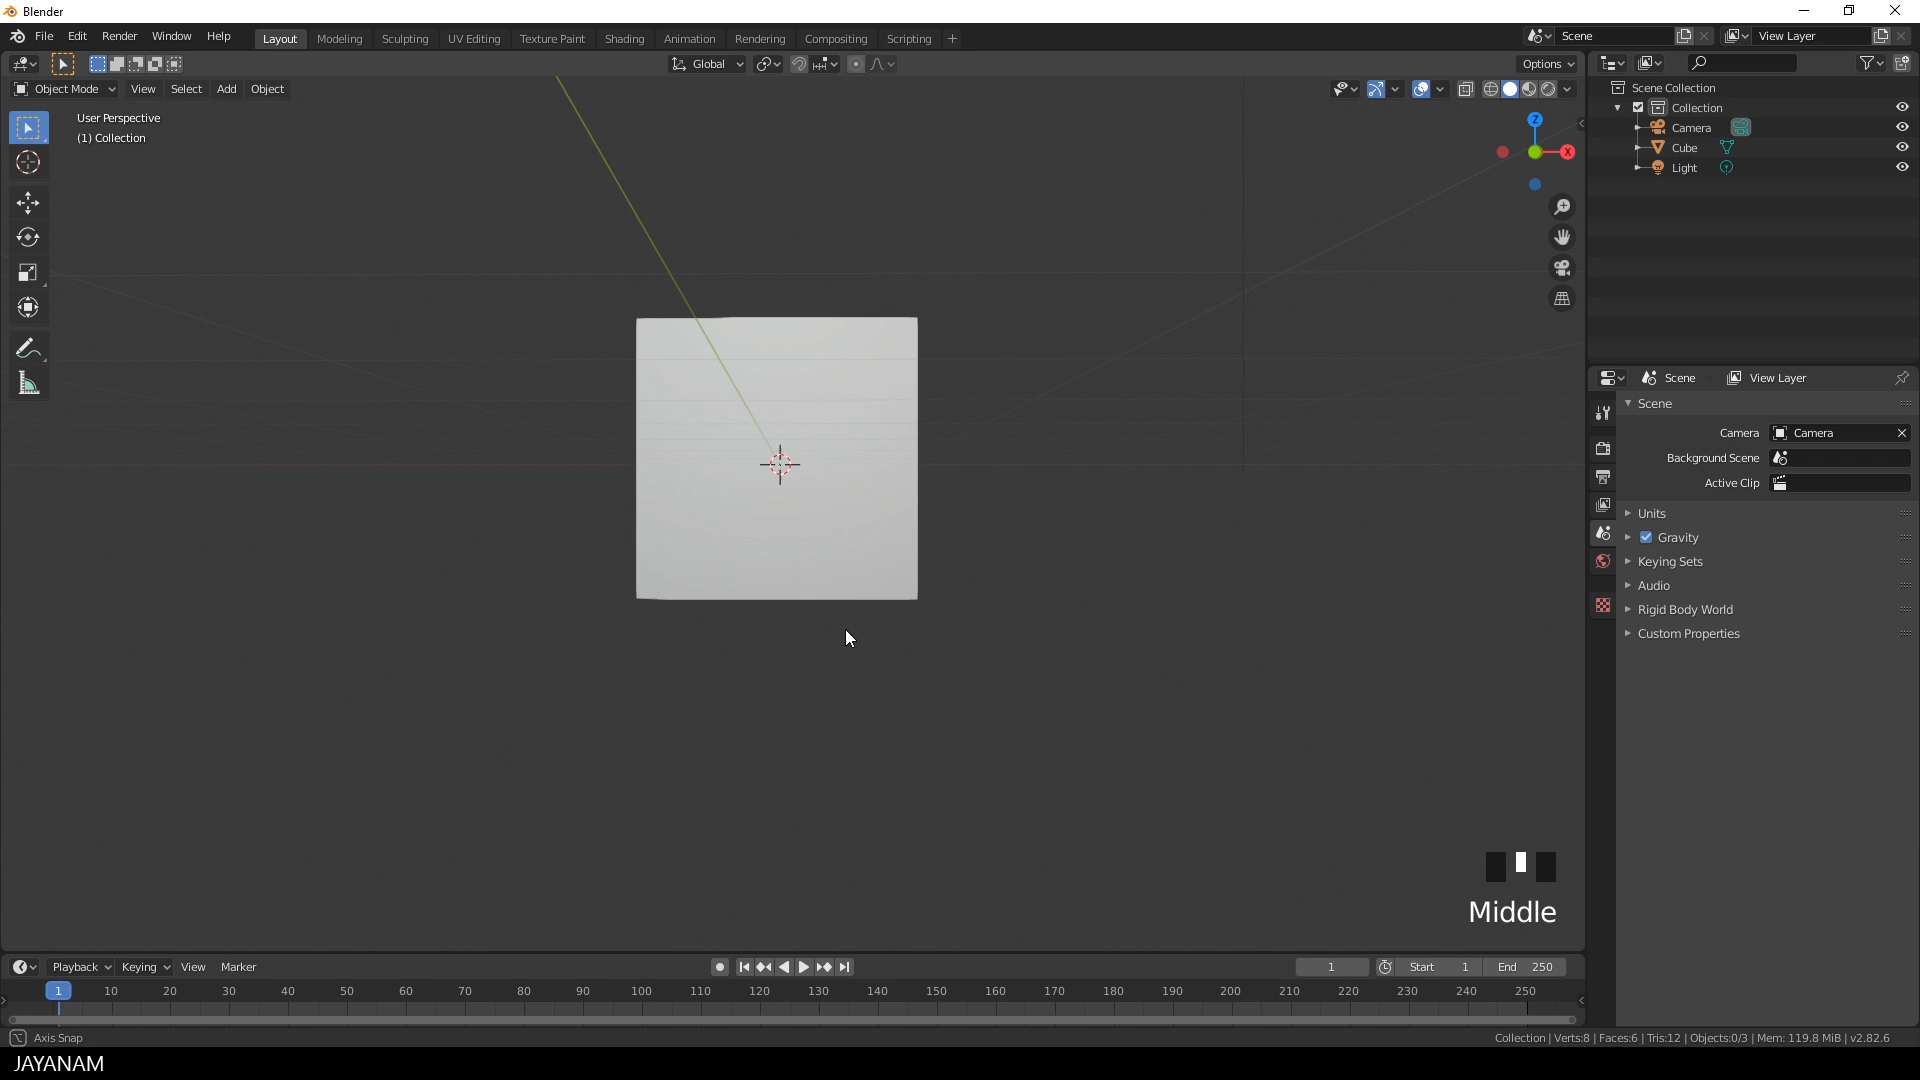 Blender
File Edit Render Window Help Layout Modeling Sculpting UV Editing Texture Paint Shading Animation Rendering Compositing Scripting + Scene View Layer
Global Options
Object Mode View Select Add Object
User Perspective
(1) Collection
Z
X
Scene Collection
Collection
Camera
Cube
Light
Scene View Layer
Scene
Camera Camera
Background Scene
Active Clip
Units
Gravity
Keying Sets
Audio
Rigid Body World
Custom Properties
Middle
Playback Keying View Marker 1 Start 1 End 250
1 10 20 30 40 50 60 70 80 90 100 110 120 130 140 150 160 170 180 190 200 210 220 230 240 250
Axis Snap Collection | Verts:8 | Faces:6 | Tris:12 | Objects:0/3 | Mem: 119.8 MiB | v2.82.6
JAYANAM